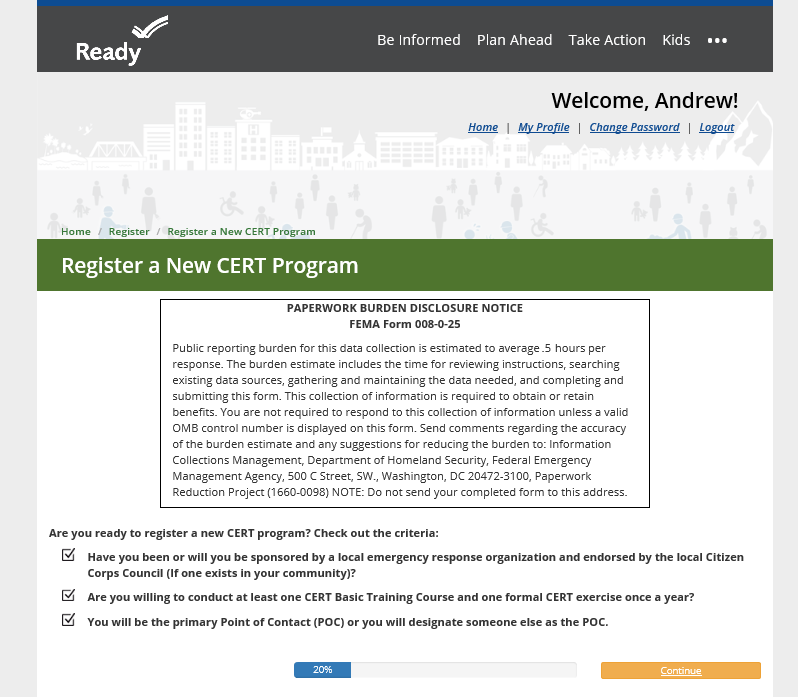 Ready
Be Informed Plan Ahead Take Action Kids •••
Welcome, Andrew!
Home | My Profile | Change Password | Logout
Home / Register / Register a New CERT Program
Register a New CERT Program
PAPERWORK BURDEN DISCLOSURE NOTICE
FEMA Form 008-0-25
Public reporting burden for this data collection is estimated to average .5 hours per
response. The burden estimate includes the time for reviewing instructions, searching
existing data sources, gathering and maintaining the data needed, and completing and
submitting this form. This collection of information is required to obtain or retain
benefits. You are not required to respond to this collection of information unless a valid
OMB control number is displayed on this form. Send comments regarding the accuracy
of the burden estimate and any suggestions for reducing the burden to: Information
Collections Management, Department of Homeland Security, Federal Emergency
Management Agency, 500 C Street, SW., Washington, DC 20472-3100, Paperwork
Reduction Project (1660-0098) NOTE: Do not send your completed form to this address.
Are you ready to register a new CERT program? Check out the criteria:
Have you been or will you be sponsored by a local emergency response organization and endorsed by the local Citizen
Corps Council (If one exists in your community)?
Are you willing to conduct at least one CERT Basic Training Course and one formal CERT exercise once a year?
You will be the primary Point of Contact (POC) or you will designate someone else as the POC.
20% Continue